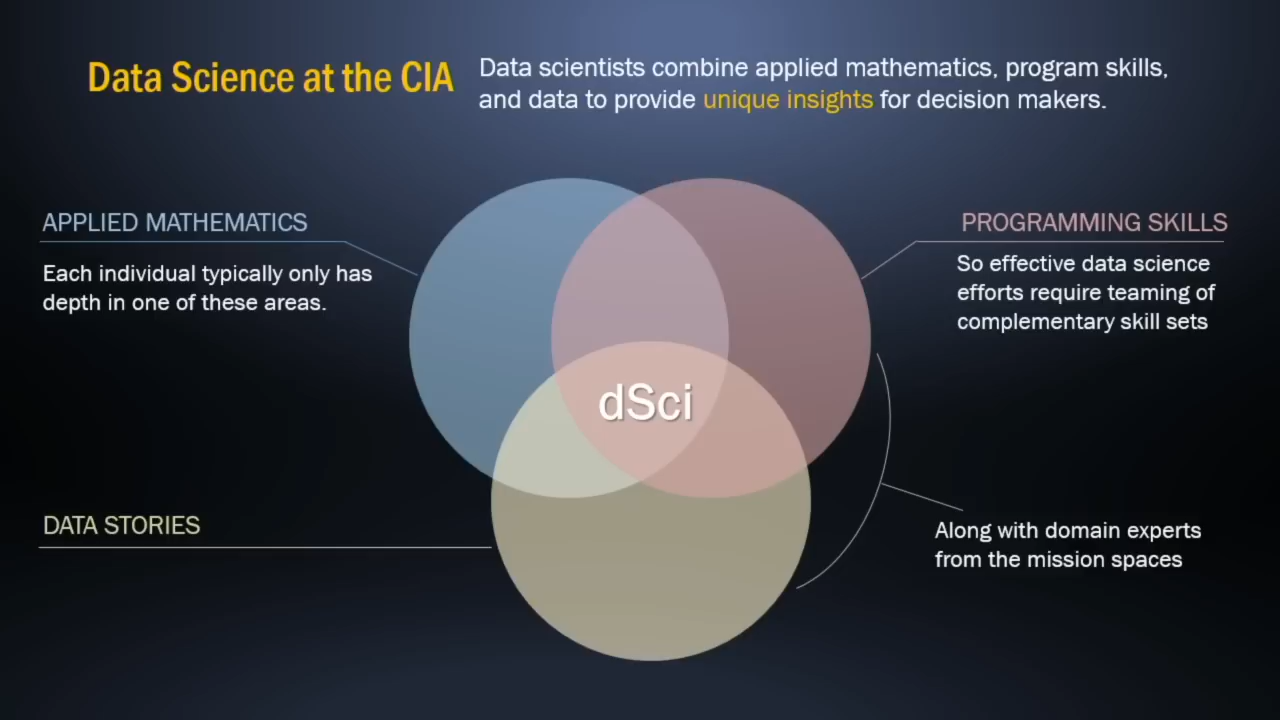 Data Science at the CIA
Data scientists combine applied mathematics, program skills,
and data to provide unique insights for decision makers.
APPLIED MATHEMATICS
Each individual typically only has
depth in one of these areas.
PROGRAMMING SKILLS
So effective data science
efforts require teaming of
complementary skill sets
dSci
DATA STORIES
Along with domain experts
from the mission spaces